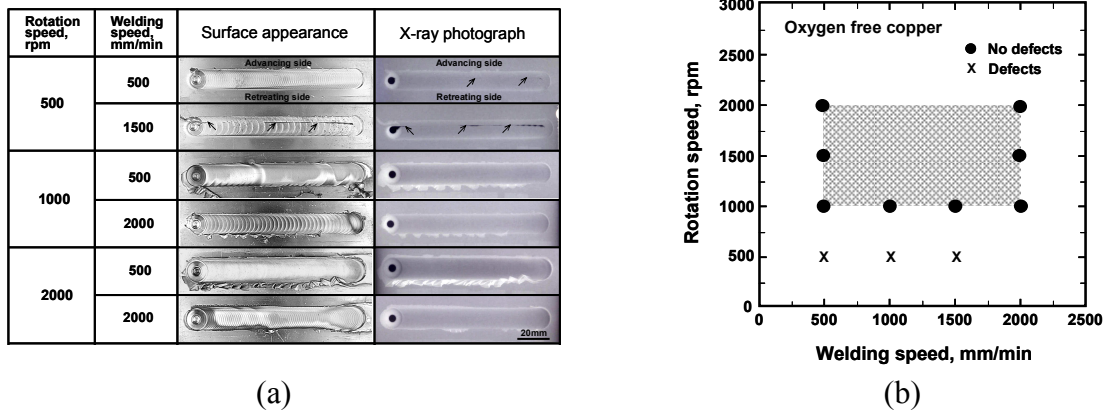 Rotation speed, rpm
Welding speed, mm/min
Surface appearance
X-ray photograph
500
500
Advancing side
Advancing side
Retreating side
Retreating side
1500
1000
500
2000
2000
500
2000
20mm
(a)
Oxygen free copper
No defects
X Defects
Rotation speed, rpm
3000
2500
2000
1500
1000
500
0
X X X
0 500 1000 1500 2000 2500
Welding speed, mm/min
(b)